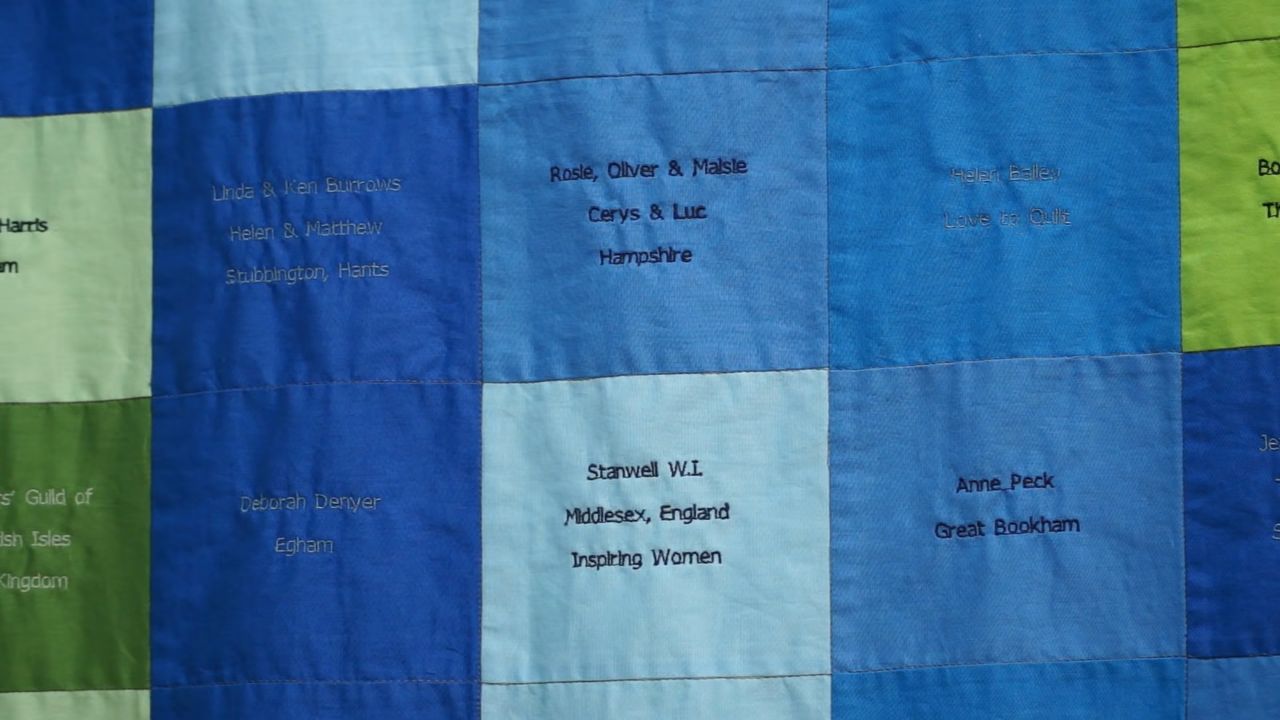 Harris
Linda & Ken Burrows
Helen & Matthew
Stubbington, Hants
Rosie, Oliver & Maisie
Cerys & Luc
Hampshire
Helen Bailey
Love to Quilt
Guild of
Isles
Kingdom
Deborah Denyer
Egham
Stanwell W.I.
Middlesex, England
Inspiring Women
Anne Peck
Great Bookham